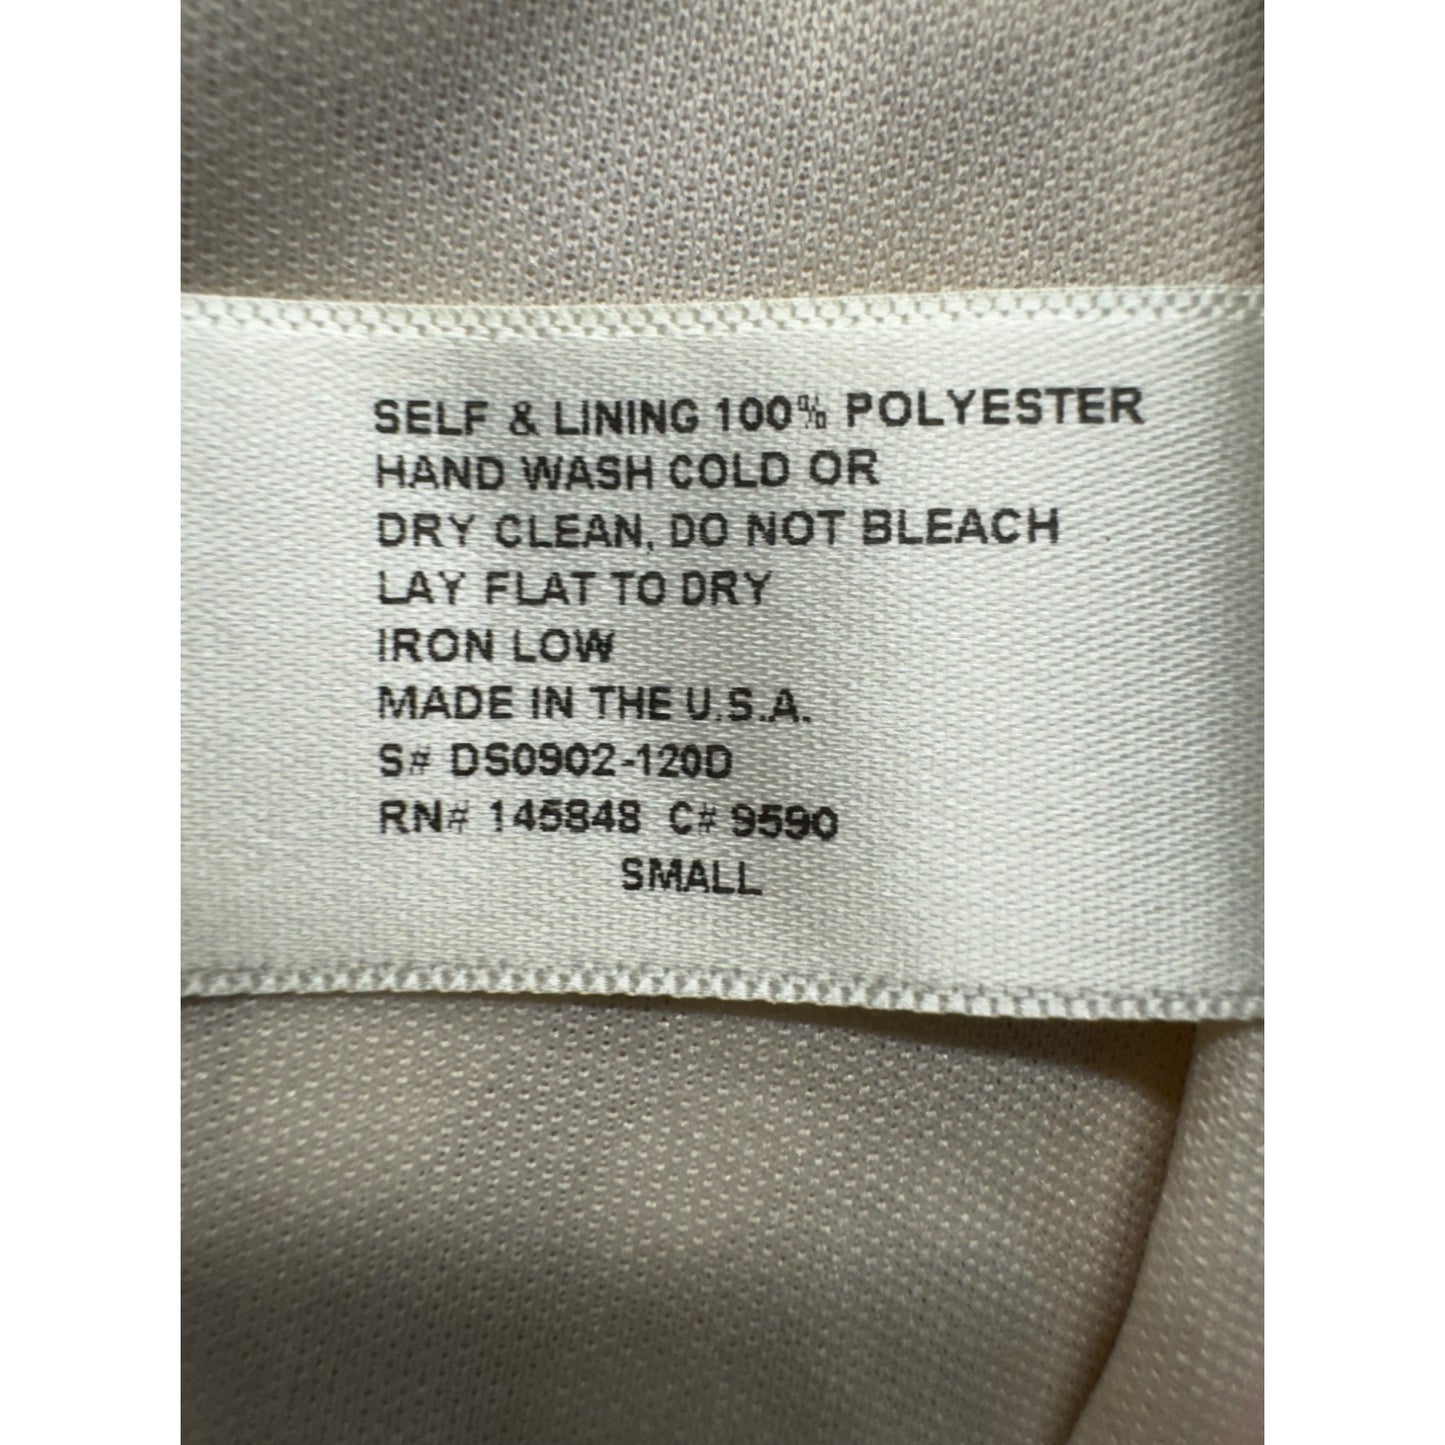 SELF & LINING 100% POLYESTER
HAND WASH COLD OR
DRY CLEAN, DO NOT BLEACH
LAY FLAT TO DRY
IRON LOW
MADE IN THE U.S.A.
S# DS0902-120D
RN# 145848 C# 9590
SMALL